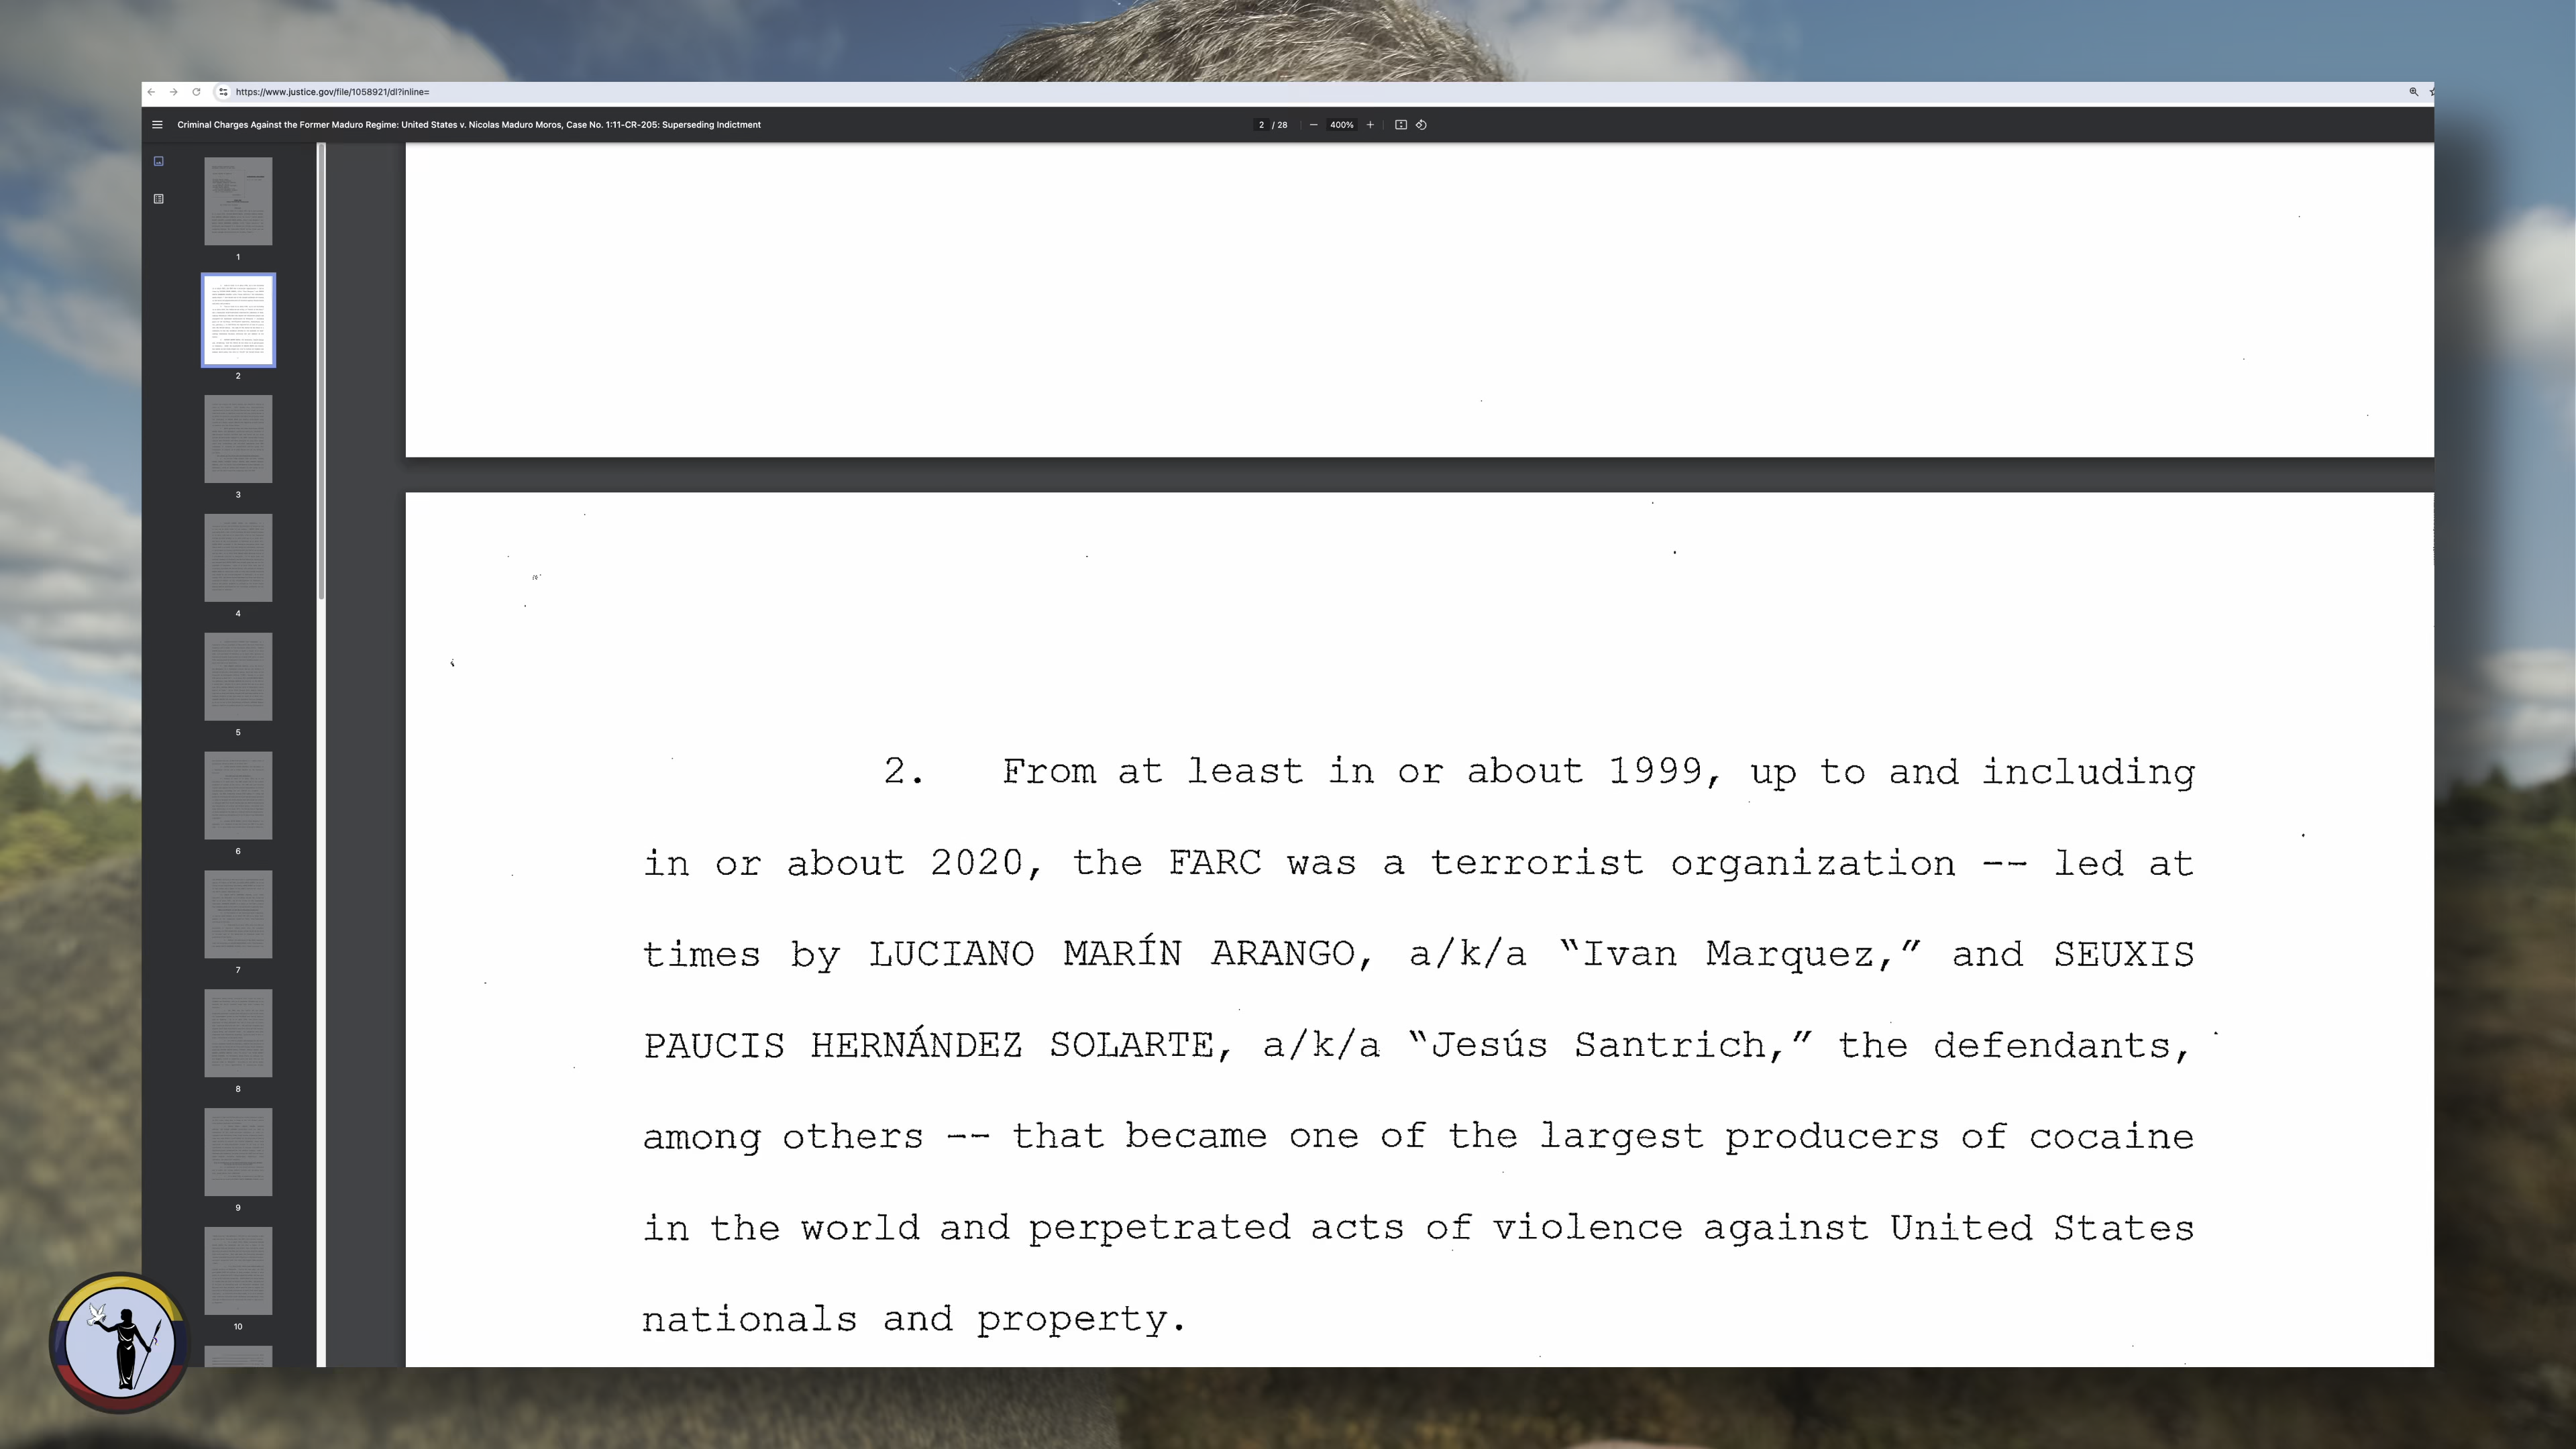 https://www.justice.gov/file/1058921/dl?inline=
Criminal Charges Against the Former Maduro Regime: United States v. Nicolas Maduro Moros, Case No. 1:11-CR-205: Superseding Indictment
2 / 28
400%
1
2
3
4
5
6
7
8
9
10
2. From at least in or about 1999, up to and including
in or about 2020, the FARC was a terrorist organization -- led at
times by LUCIANO MARÍN ARANGO, a/k/a “Ivan Marquez,” and SEUXIS
PAUCIS HERNÁNDEZ SOLARTE, a/k/a “Jesús Santrich,” the defendants,
among others -- that became one of the largest producers of cocaine
in the world and perpetrated acts of violence against United States
nationals and property.